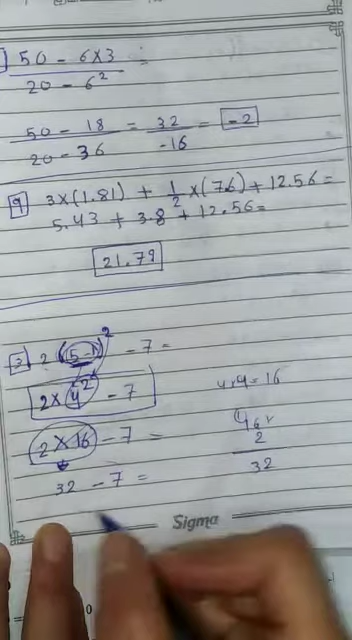 50 - 6×3 =
20 - 6²
50 - 18 = 32 = -2
20 - 36 -16
9 3×(1.81) + 1/2 ×(7.6) + 12.56 =
5.43 + 3.8 + 12.56 =
21.79
3 2 (5-1)² - 7 =
2 × 4² - 7
4×4=16
2 × 16 - 7 =
16×
2
32 - 7 =
32
Sigma